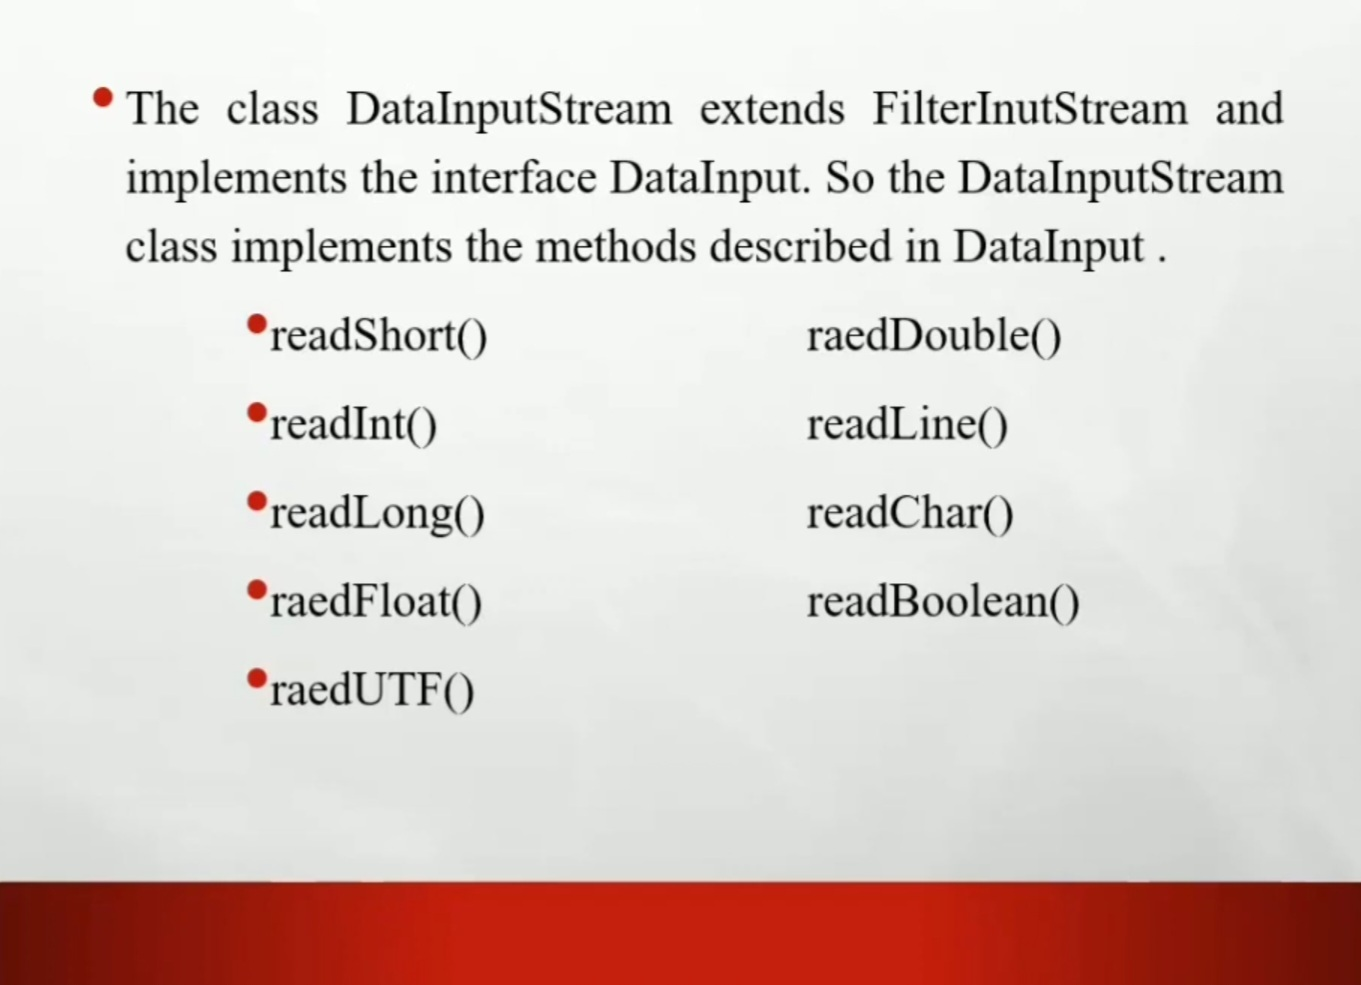 The class DataInputStream extends FilterInutStream and
implements the interface DataInput. So the DataInputStream
class implements the methods described in DataInput .
readShort() raedDouble()
readInt() readLine()
readLong() readChar()
raedFloat() readBoolean()
raedUTF()